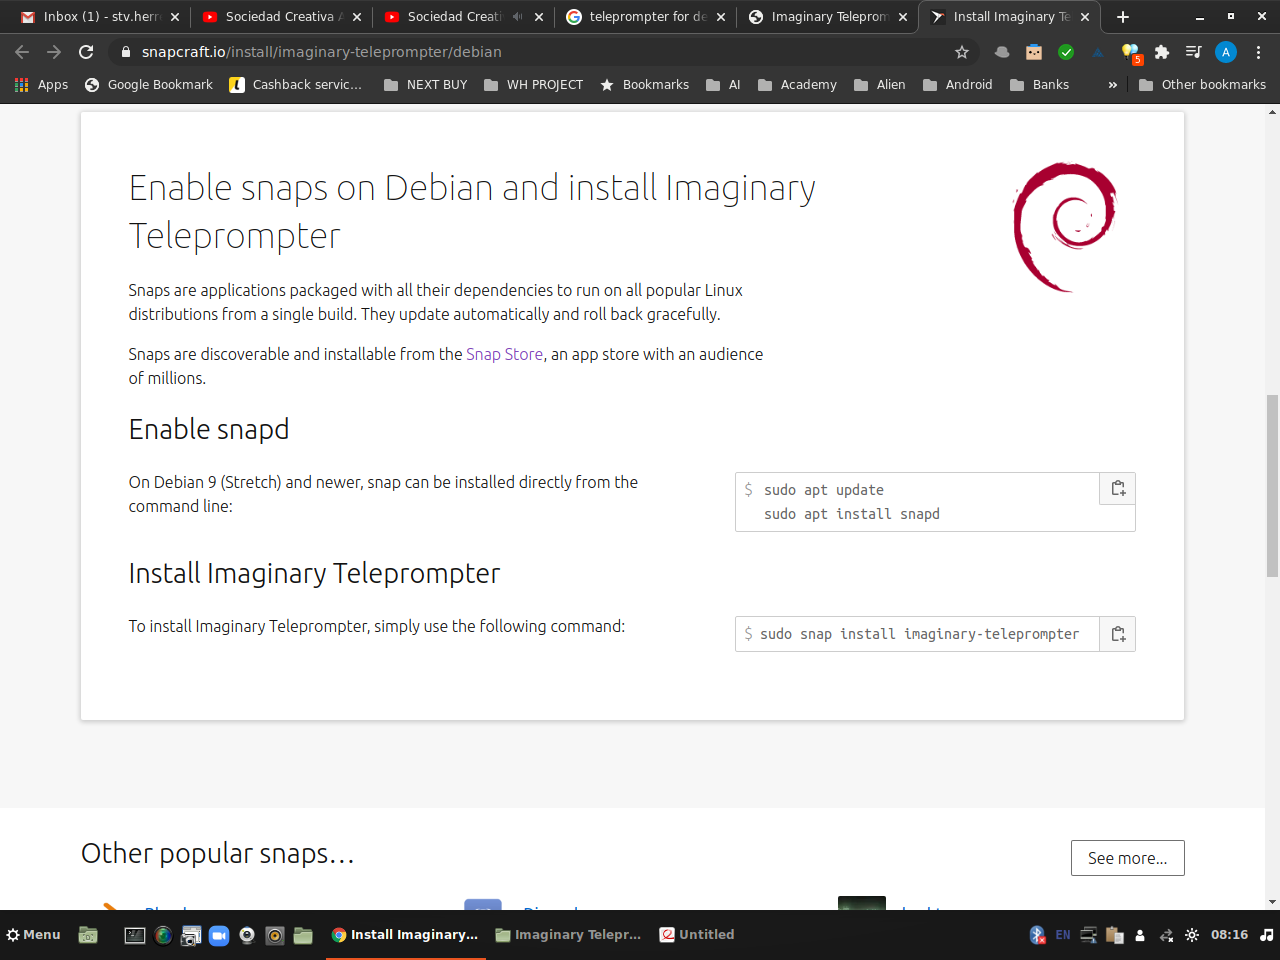 Inbox (1) - stv.herr
Sociedad Creativa A
Sociedad Creati
teleprompter for de
Imaginary Teleprom
Install Imaginary Te
snapcraft.io/install/imaginary-teleprompter/debian
5
A
Apps
Google Bookmark
Cashback servic...
NEXT BUY
WH PROJECT
Bookmarks
AI
Academy
Alien
Android
Banks
»
Other bookmarks
Enable snaps on Debian and install Imaginary
Teleprompter
Snaps are applications packaged with all their dependencies to run on all popular Linux
distributions from a single build. They update automatically and roll back gracefully.
Snaps are discoverable and installable from the Snap Store, an app store with an audience
of millions.
Enable snapd
On Debian 9 (Stretch) and newer, snap can be installed directly from the
command line:
$ sudo apt update
sudo apt install snapd
Install Imaginary Teleprompter
To install Imaginary Teleprompter, simply use the following command:
$ sudo snap install imaginary-teleprompter
Other popular snaps…
See more...
Menu
Install Imaginary...
Imaginary Telepr...
Untitled
EN
08:16